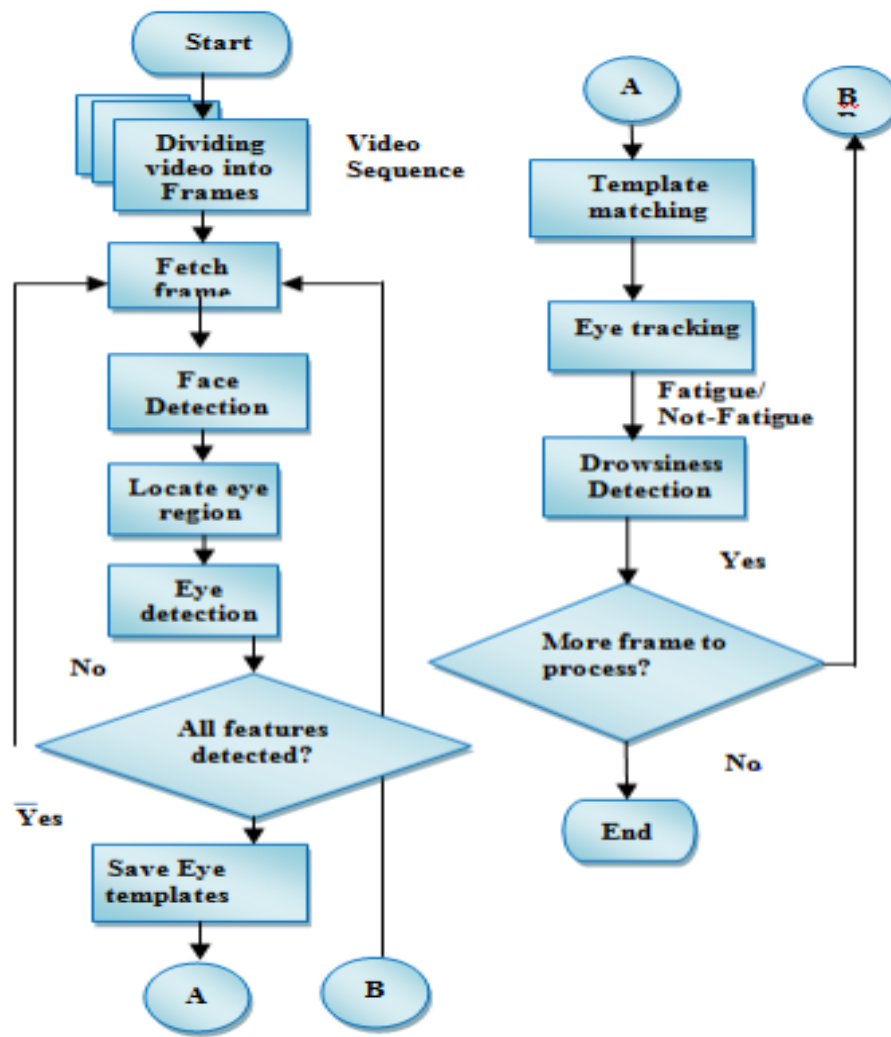 Start
Dividing
video into
Frames
Video
Sequence
Fetch
frame
Face
Detection
Locate eye
region
Eye
detection
No
All features
detected?
Yes
Save Eye
templates
A
B
A
B
Template
matching
Eye tracking
Fatigue/
Not-Fatigue
Drowsiness
Detection
Yes
More frame to
process?
No
End